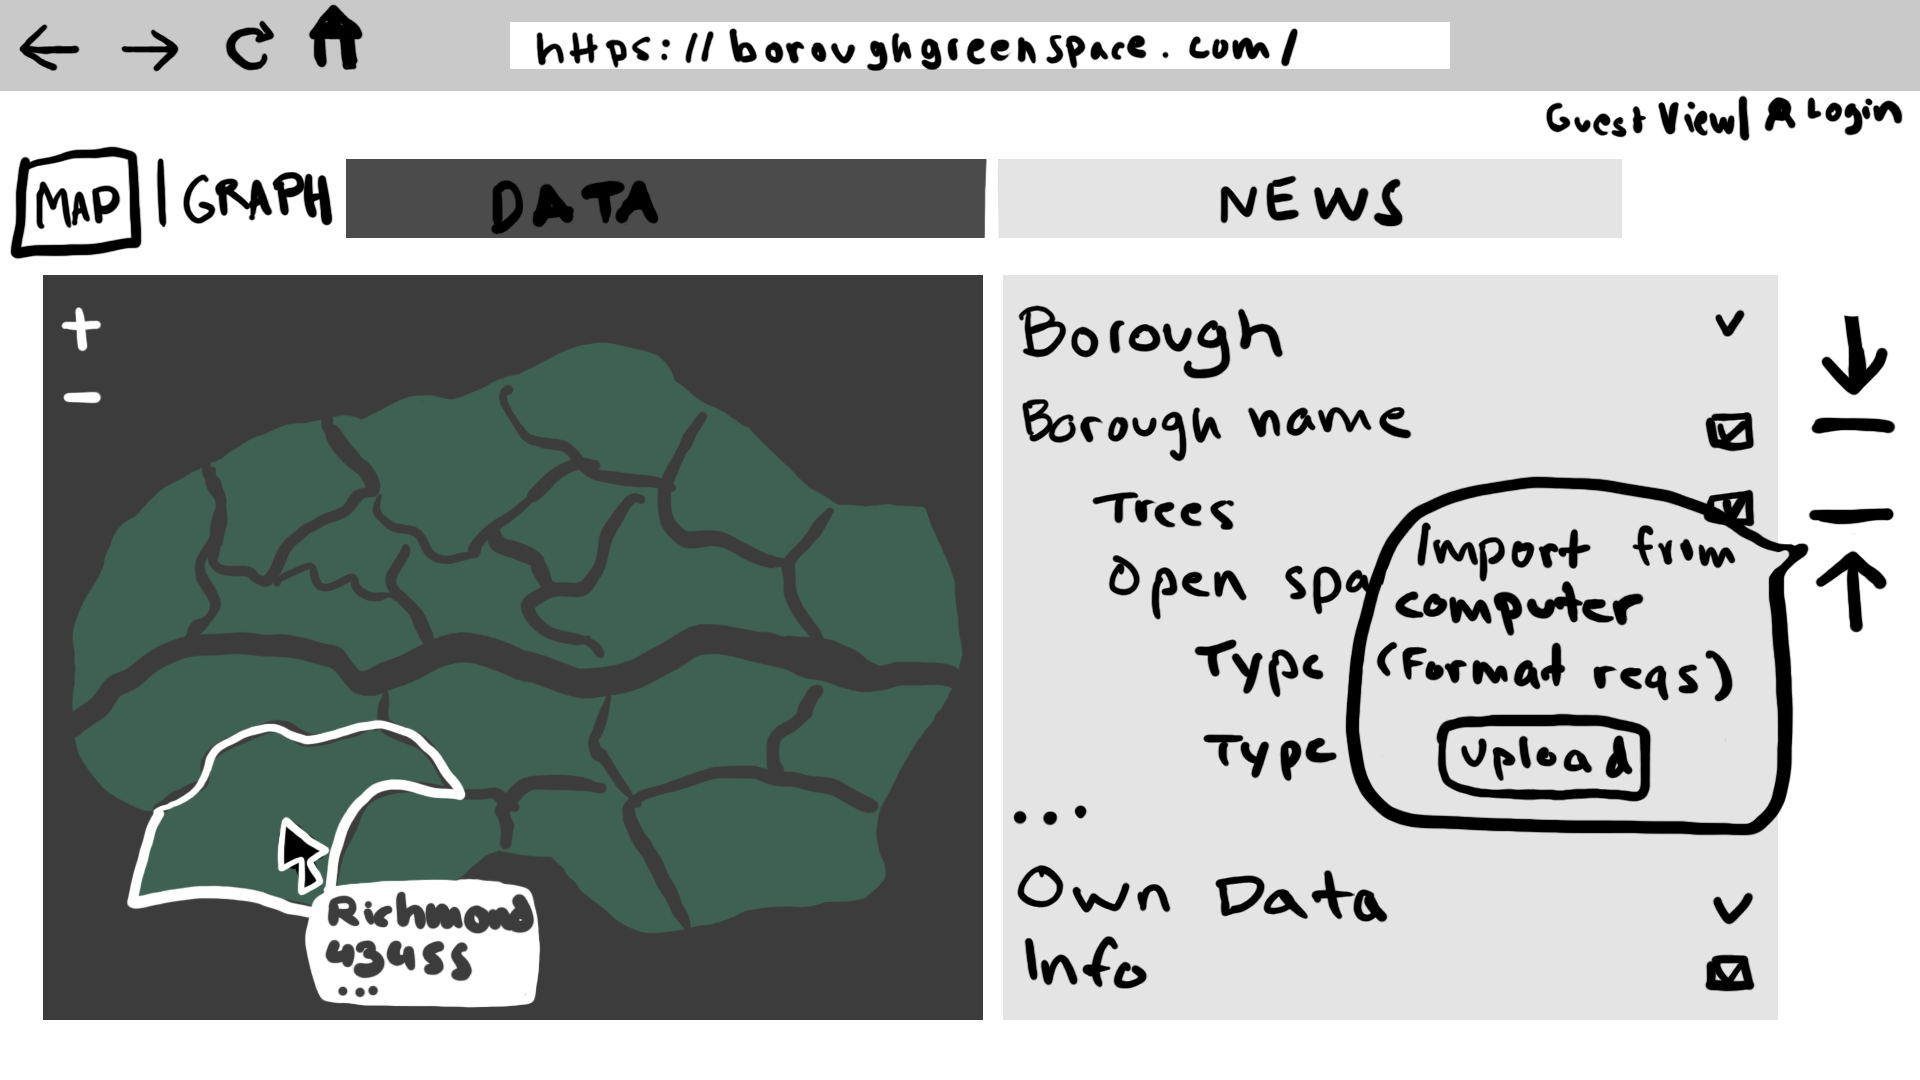 https://boroughgreenspace.com/
Guest View| Login
MAP | GRAPH
DATA
NEWS
+
-
Borough
Borough name
Trees
Open spa
Type
Type
...
Own Data
Info
Import from
computer
(Format reqs)
upload
Richmond
43455
...